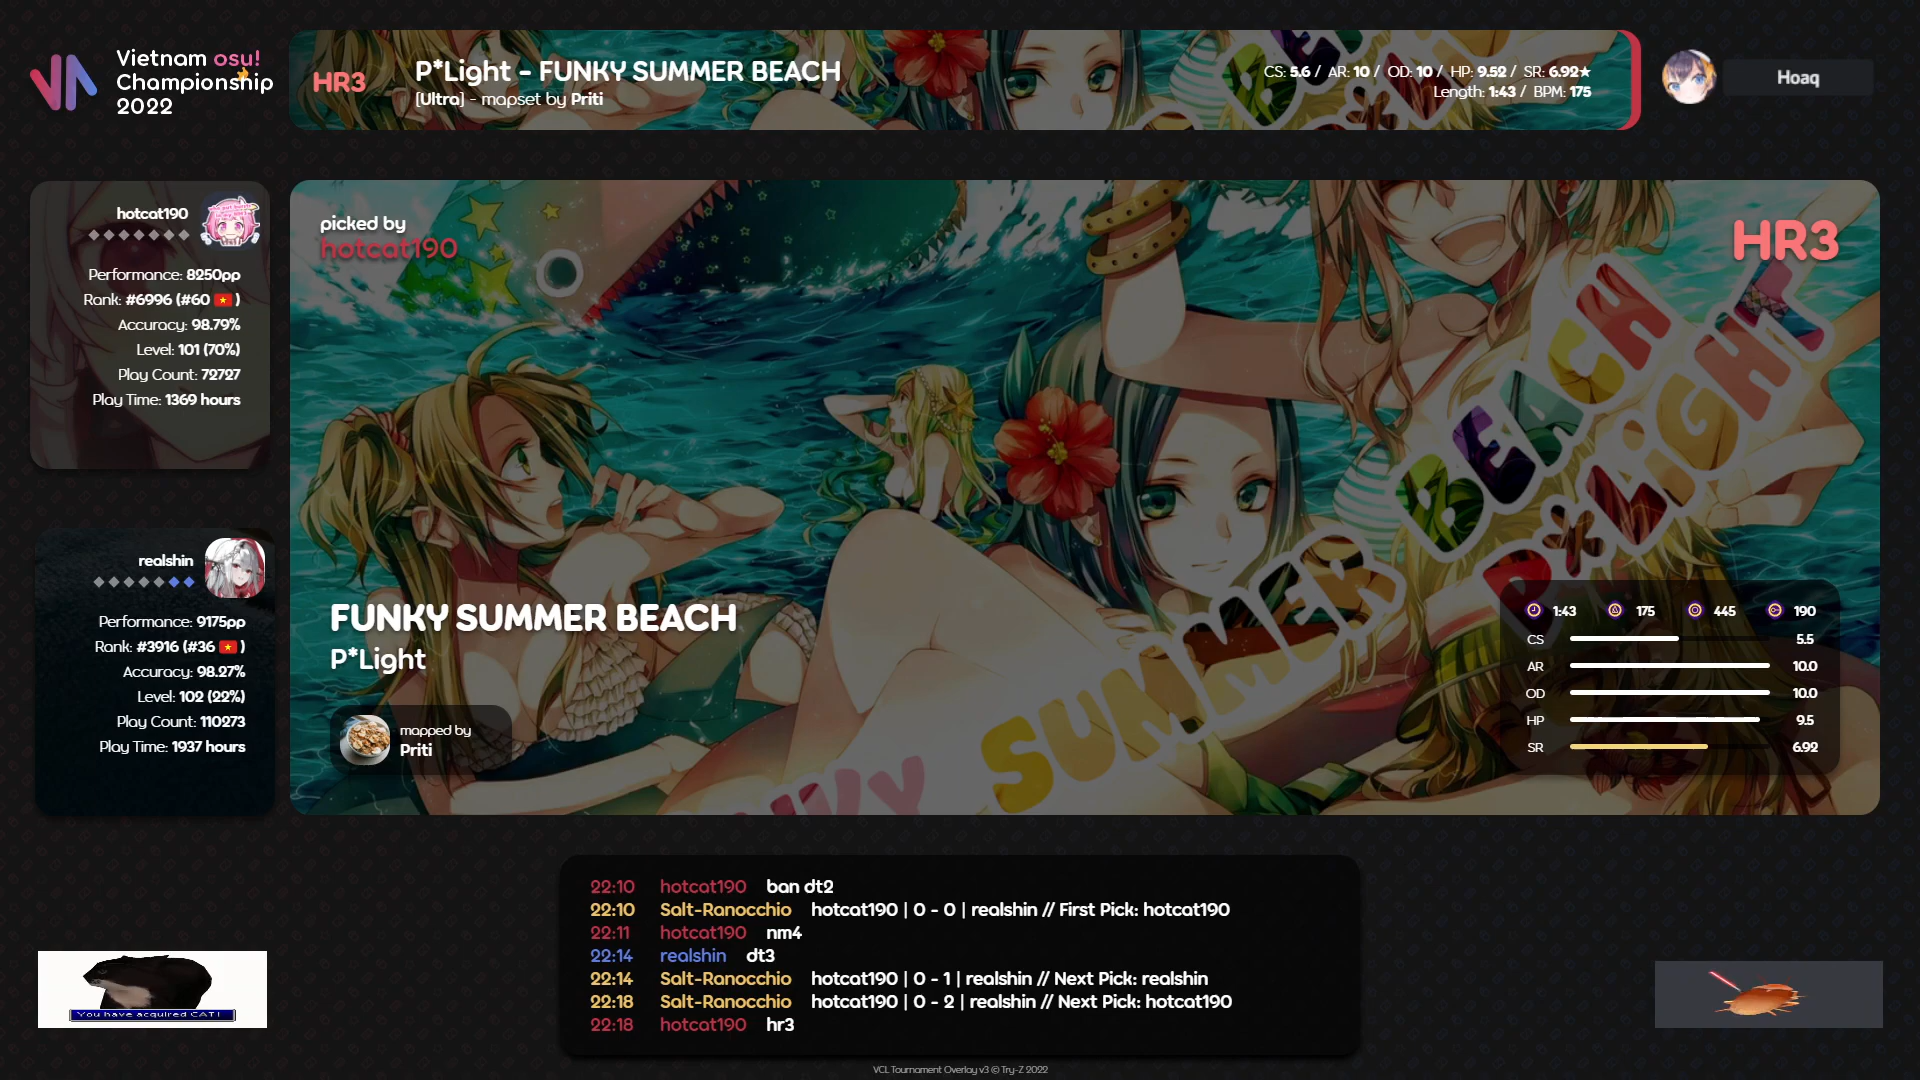 Vietnam osu!
Championship
2022
HR3
P*Light - FUNKY SUMMER BEACH
[Ultra] - mapset by Priti
CS: 5.6 / AR: 10 / OD: 10 / HP: 9.52 / SR: 6.92★
Length: 1:43 / BPM: 175
Hoaq
hotcat190
Performance: 8250pp
Rank: #6996 (#60 🇻🇳 )
Accuracy: 98.79%
Level: 101 (70%)
Play Count: 72727
Play Time: 1369 hours
realshin
Performance: 9175pp
Rank: #3916 (#36 🇻🇳 )
Accuracy: 98.27%
Level: 102 (22%)
Play Count: 110273
Play Time: 1937 hours
picked by
hotcat190
HR3
SUMMER BEACH
P*LIGHT
FUNKY SUMMER BEACH
P*Light
mapped by
Priti
1:43 175 445 190
CS 5.5
AR 10.0
OD 10.0
HP 9.5
SR 6.92
22:10 hotcat190 ban dt2
22:10 Salt-Ranocchio hotcat190 | 0 - 0 | realshin // First Pick: hotcat190
22:11 hotcat190 nm4
22:14 realshin dt3
22:14 Salt-Ranocchio hotcat190 | 0 - 1 | realshin // Next Pick: realshin
22:18 Salt-Ranocchio hotcat190 | 0 - 2 | realshin // Next Pick: hotcat190
22:18 hotcat190 hr3
You have acquired CAT!
VCL Tournament Overlay v3 © Try-Z 2022